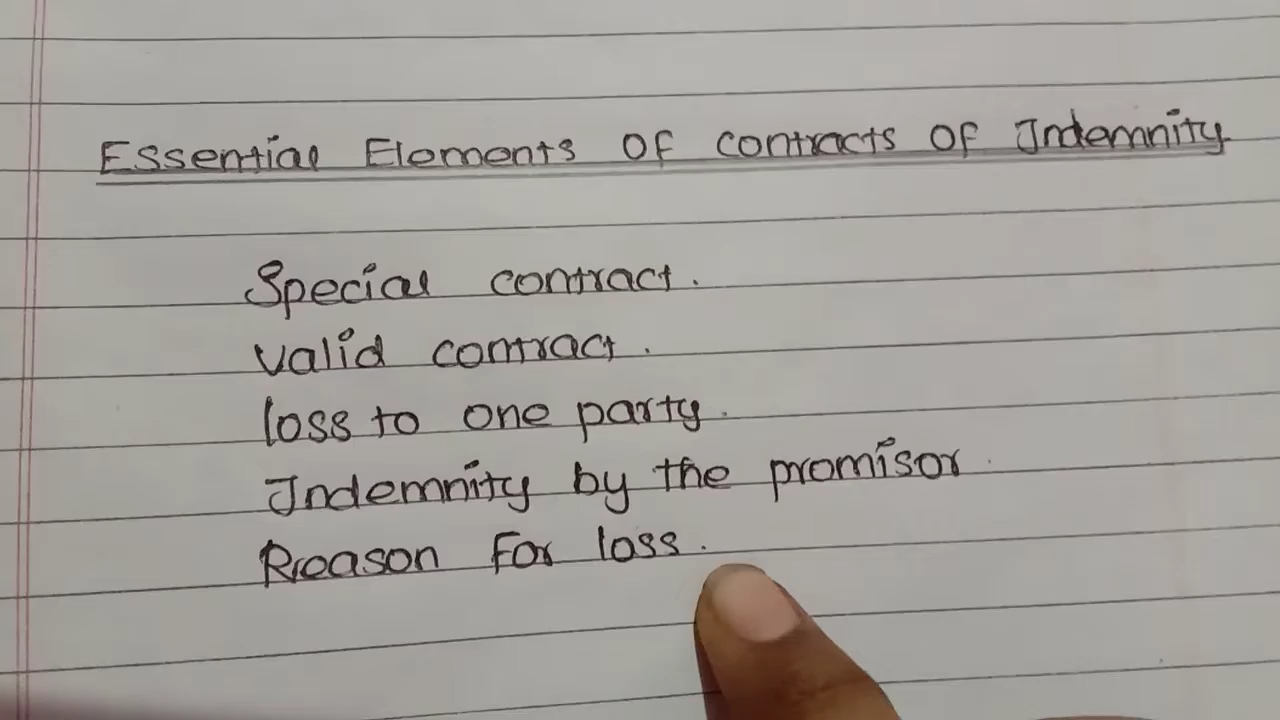 Essential Elements Of contracts Of Indemnity
Special contract.
valid contract.
loss to one party.
Indemnity by the promisor.
Reason For loss.